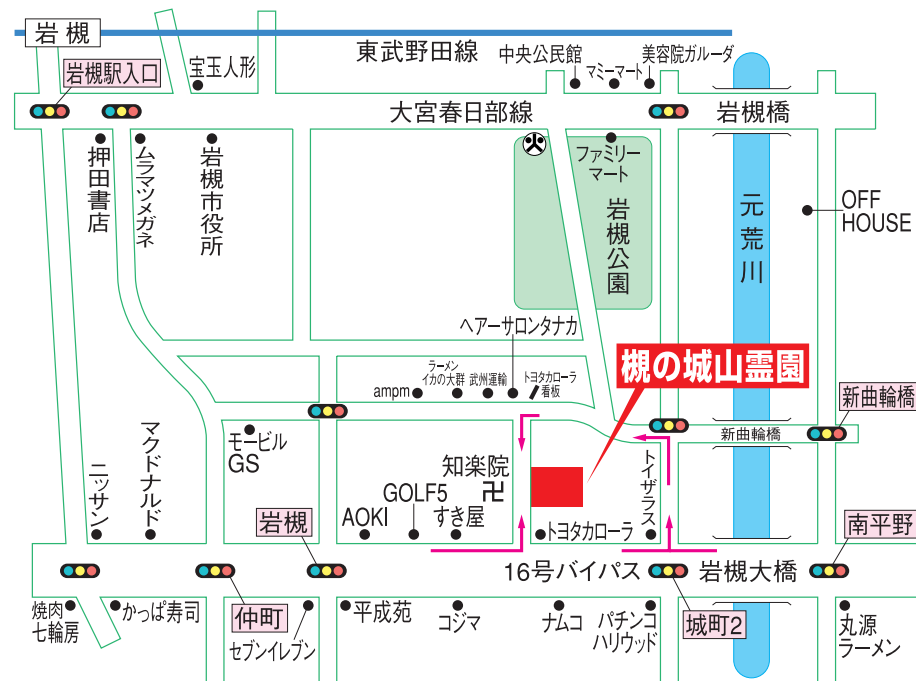 岩槻
東武野田線
中央公民館
マミーマート
美容院ガルーダ
岩槻駅入口
宝玉人形
大宮春日部線
岩槻橋
押田書店
ムラマツメガネ
岩槻市役所
ファミリー
マート
岩槻公園
元荒川
OFF
HOUSE
ヘアーサロンタナカ
ラーメン
イカの大群
武州運輸
トヨタカローラ
看板
ampm
槻の城山霊園
新曲輪橋
新曲輪橋
ニッサン
マクドナルド
モービル
GS
知楽院
卍
GOLF5
AOKI
すき屋
トヨタカローラ
トイザラス
岩槻
南平野
16号バイパス
岩槻大橋
焼肉
七輪房
かっぱ寿司
仲町
セブンイレブン
平成苑
コジマ
ナムコ
パチンコ
ハリウッド
城町2
丸源
ラーメン